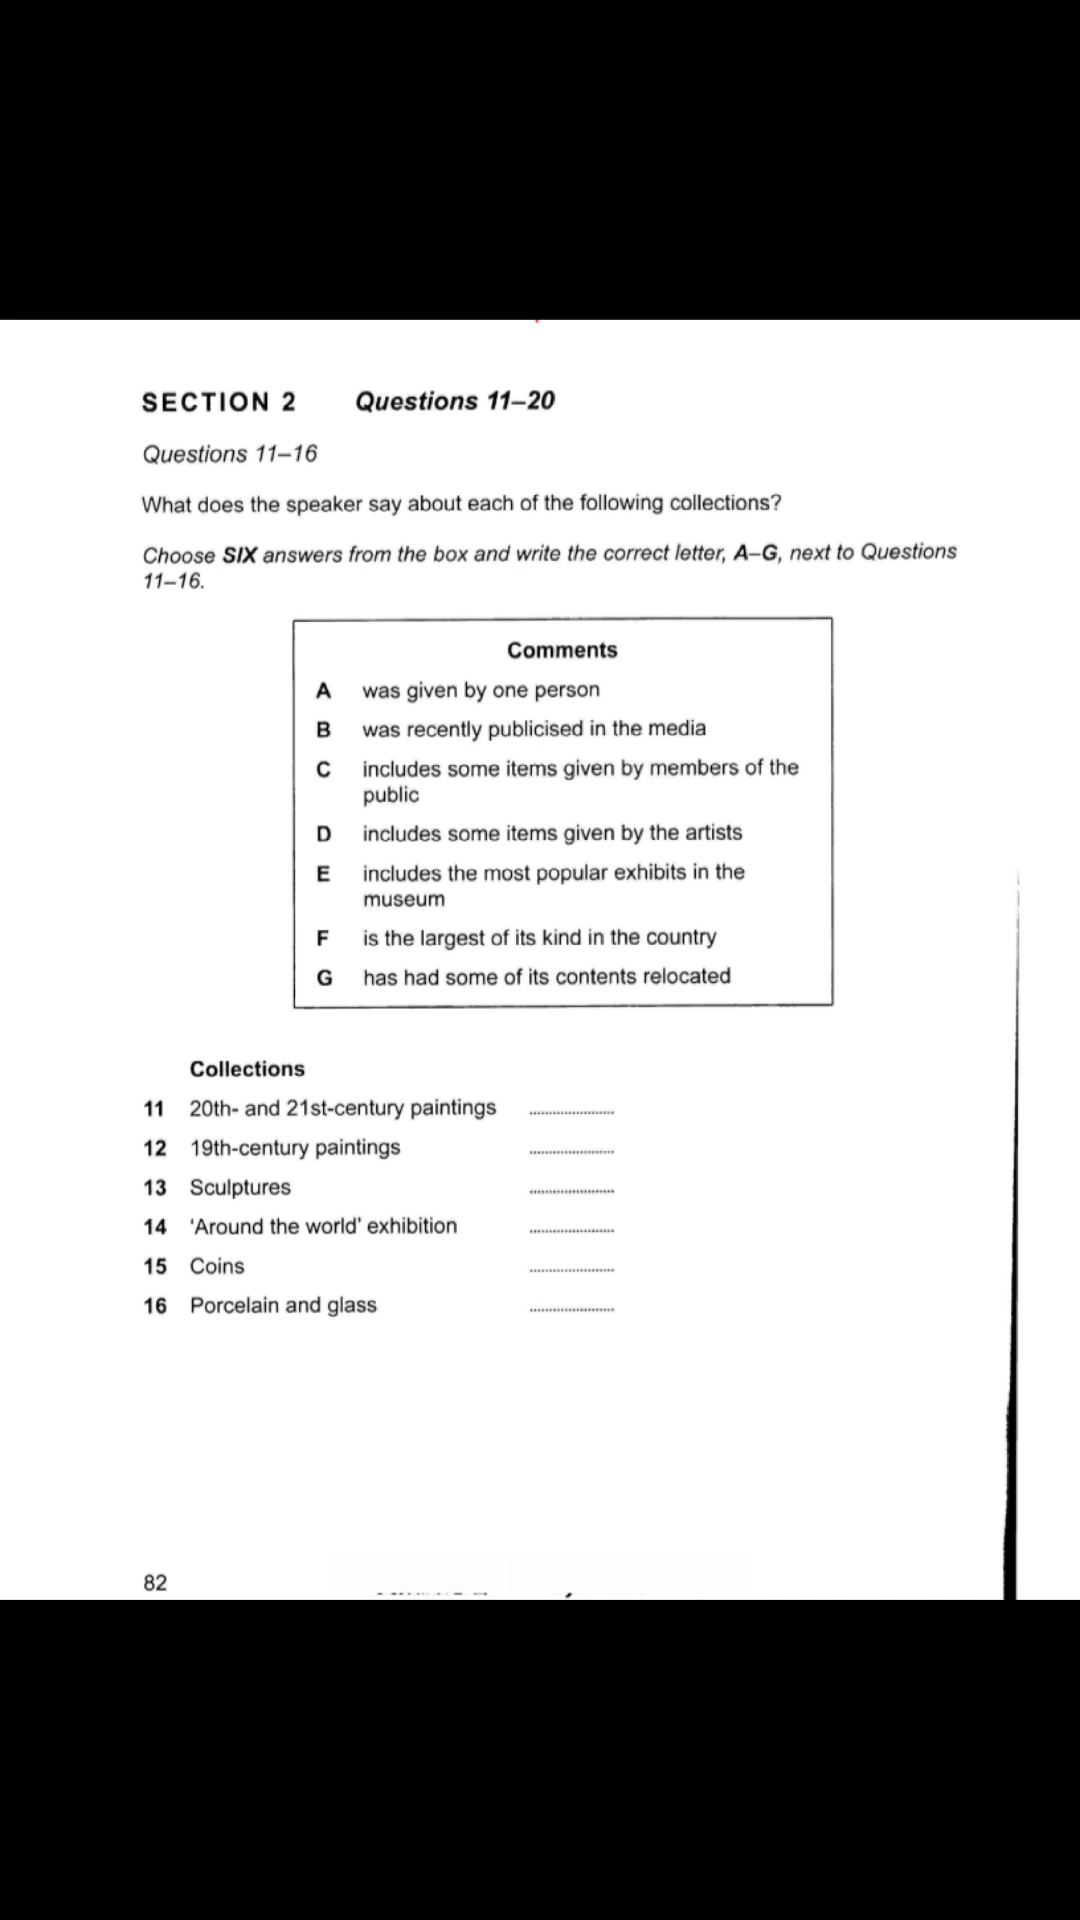 SECTION 2 Questions 11–20
Questions 11–16
What does the speaker say about each of the following collections?
Choose SIX answers from the box and write the correct letter, A–G, next to Questions
11–16.
Comments
A was given by one person
B was recently publicised in the media
C includes some items given by members of the
public
D includes some items given by the artists
E includes the most popular exhibits in the
museum
F is the largest of its kind in the country
G has had some of its contents relocated
Collections
11 20th- and 21st-century paintings ......................
12 19th-century paintings ......................
13 Sculptures ......................
14 'Around the world' exhibition ......................
15 Coins ......................
16 Porcelain and glass ......................
82